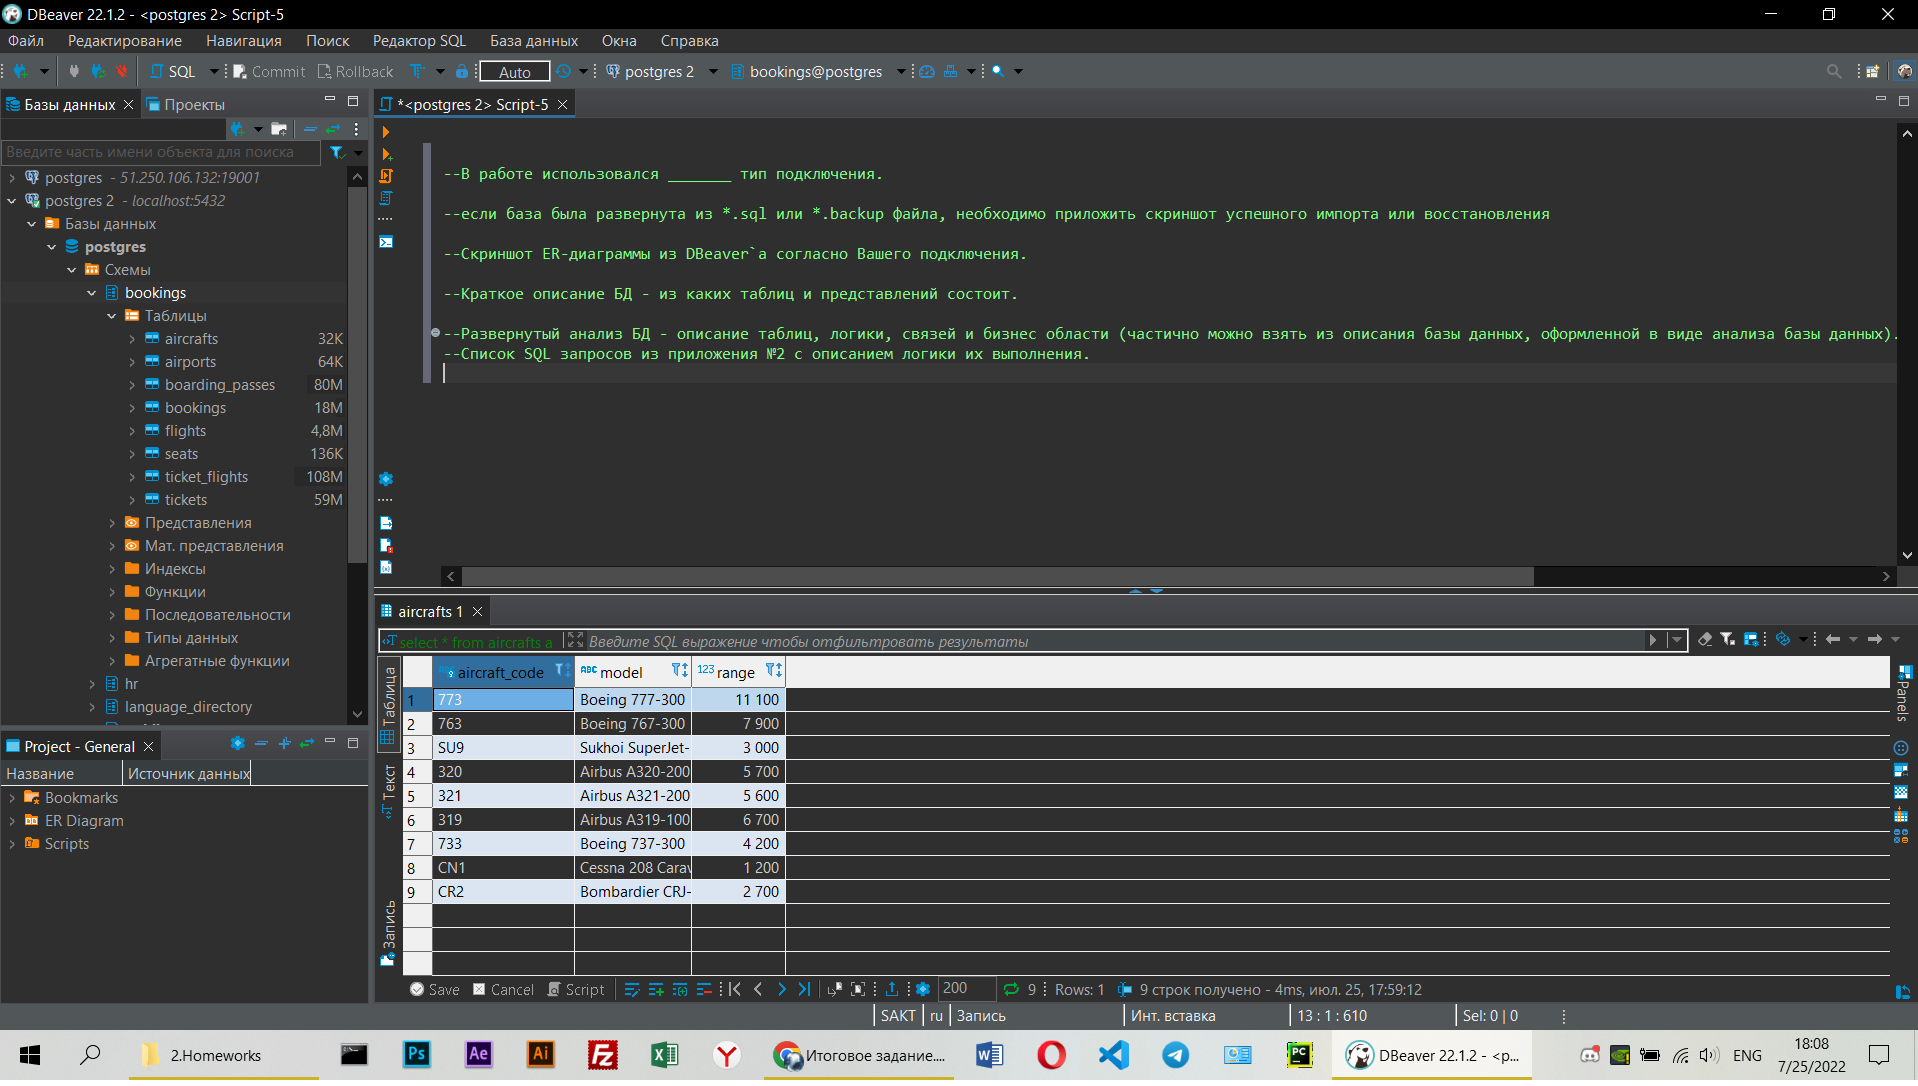 DBeaver 22.1.2 - <postgres 2> Script-5
Файл Редактирование Навигация Поиск Редактор SQL База данных Окна Справка
SQL Commit Rollback Auto postgres 2 bookings@postgres
Базы данных Проекты
*<postgres 2> Script-5
Введите часть имени объекта для поиска
postgres - 51.250.106.132:19001
postgres 2 - localhost:5432
Базы данных
postgres
Схемы
bookings
Таблицы
aircrafts 32K
airports 64K
boarding_passes 80M
bookings 18M
flights 4,8M
seats 136K
ticket_flights 108M
tickets 59M
Представления
Мат. представления
Индексы
Функции
Последовательности
Типы данных
Агрегатные функции
hr
language_directory
--В работе использовался _______ тип подключения.
--если база была развернута из *.sql или *.backup файла, необходимо приложить скриншот успешного импорта или восстановления
--Скриншот ER-диаграммы из DBeaver`a согласно Вашего подключения.
--Краткое описание БД - из каких таблиц и представлений состоит.
--Развернутый анализ БД - описание таблиц, логики, связей и бизнес области (частично можно взять из описания базы данных, оформленной в виде анализа базы данных).
--Список SQL запросов из приложения №2 с описанием логики их выполнения.
Project - General
Название Источник данных
Bookmarks
ER Diagram
Scripts
aircrafts 1
select * from aircrafts a Введите SQL выражение чтобы отфильтровать результаты
Таблица
Текст
Запись
Panels
aircraft_code ABC model 123 range
1 773 Boeing 777-300 11 100
2 763 Boeing 767-300 7 900
3 SU9 Sukhoi SuperJet- 3 000
4 320 Airbus A320-200 5 700
5 321 Airbus A321-200 5 600
6 319 Airbus A319-100 6 700
7 733 Boeing 737-300 4 200
8 CN1 Cessna 208 Carav 1 200
9 CR2 Bombardier CRJ- 2 700
Save Cancel Script 200 9 Rows: 1 9 строк получено - 4ms, июл. 25, 17:59:12
SAKT ru Запись Инт. вставка 13 : 1 : 610 Sel: 0 | 0
2.Homeworks Ps Ae Ai Fz Итоговое задание.... PC DBeaver 22.1.2 - <p... ENG
18:08
7/25/2022